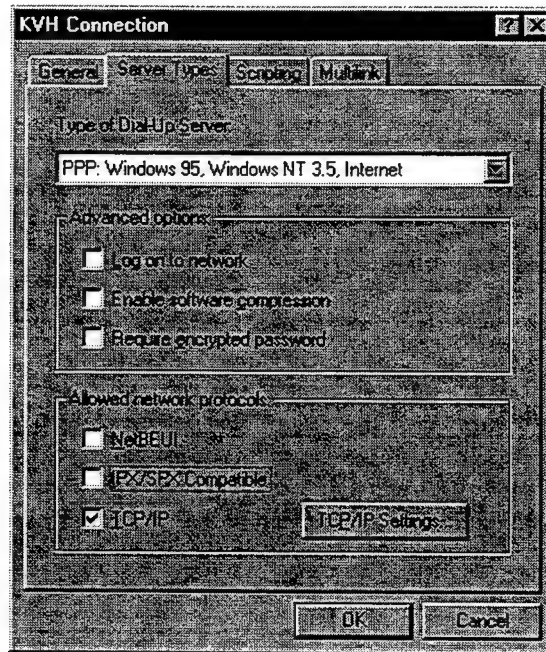 KVH Connection
General Server Types Scripting Multilink
Type of Dial-Up Server:
PPP: Windows 95, Windows NT 3.5, Internet
Advanced options:
Log on to network
Enable software compression
Require encrypted password
Allowed network protocols:
NetBEUI
IPX/SPX Compatible
TCP/IP
TCP/IP Settings...
OK Cancel